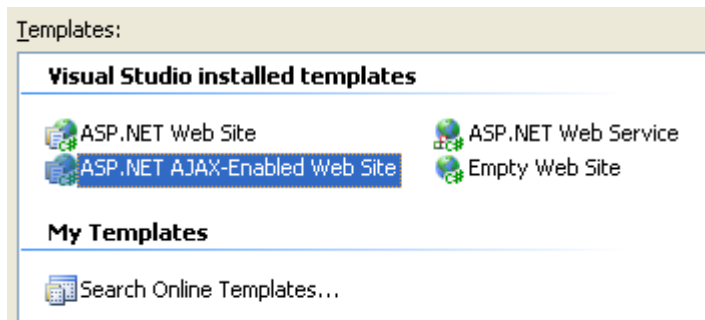 Templates:
Visual Studio installed templates
ASP.NET Web Site
ASP.NET Web Service
ASP.NET AJAX-Enabled Web Site
Empty Web Site
My Templates
Search Online Templates...